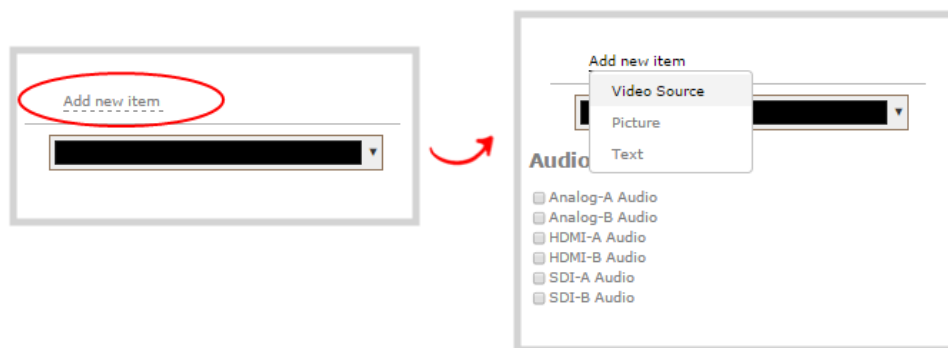 Add new item
Add new item
Video Source
Picture
Text
Audio
Analog-A Audio
Analog-B Audio
HDMI-A Audio
HDMI-B Audio
SDI-A Audio
SDI-B Audio